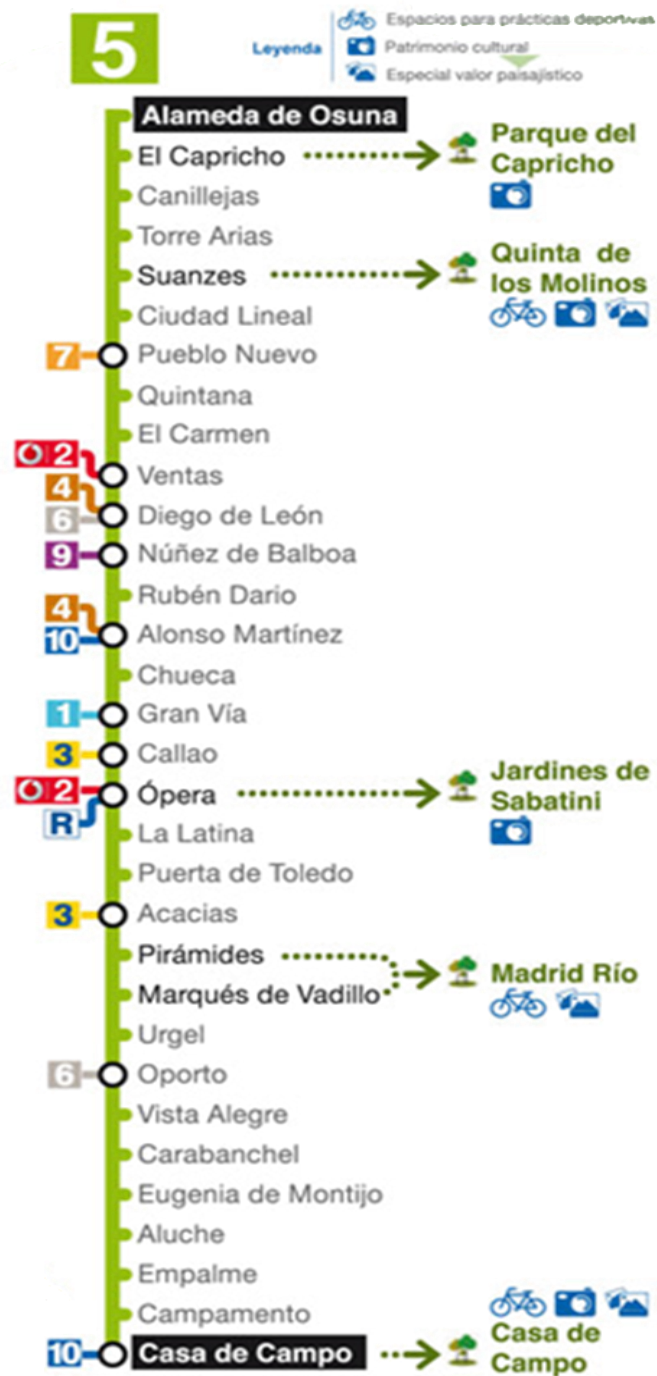 5
Leyenda
Espacios para prácticas deportivas
Patrimonio cultural
Especial valor paisajístico
Alameda de Osuna
El Capricho
Parque del
Capricho
Canillejas
Torre Arias
Suanzes
Quinta de
los Molinos
Ciudad Lineal
7 Pueblo Nuevo
Quintana
El Carmen
2 Ventas
4
6 Diego de León
9 Núñez de Balboa
Rubén Dario
4
10 Alonso Martínez
Chueca
1 Gran Vía
3 Callao
2 Ópera
R
Jardines de
Sabatini
La Latina
Puerta de Toledo
3 Acacias
Pirámides
Marqués de Vadillo
Madrid Río
Urgel
6 Oporto
Vista Alegre
Carabanchel
Eugenia de Montijo
Aluche
Empalme
Campamento
10 Casa de Campo
Casa de
Campo